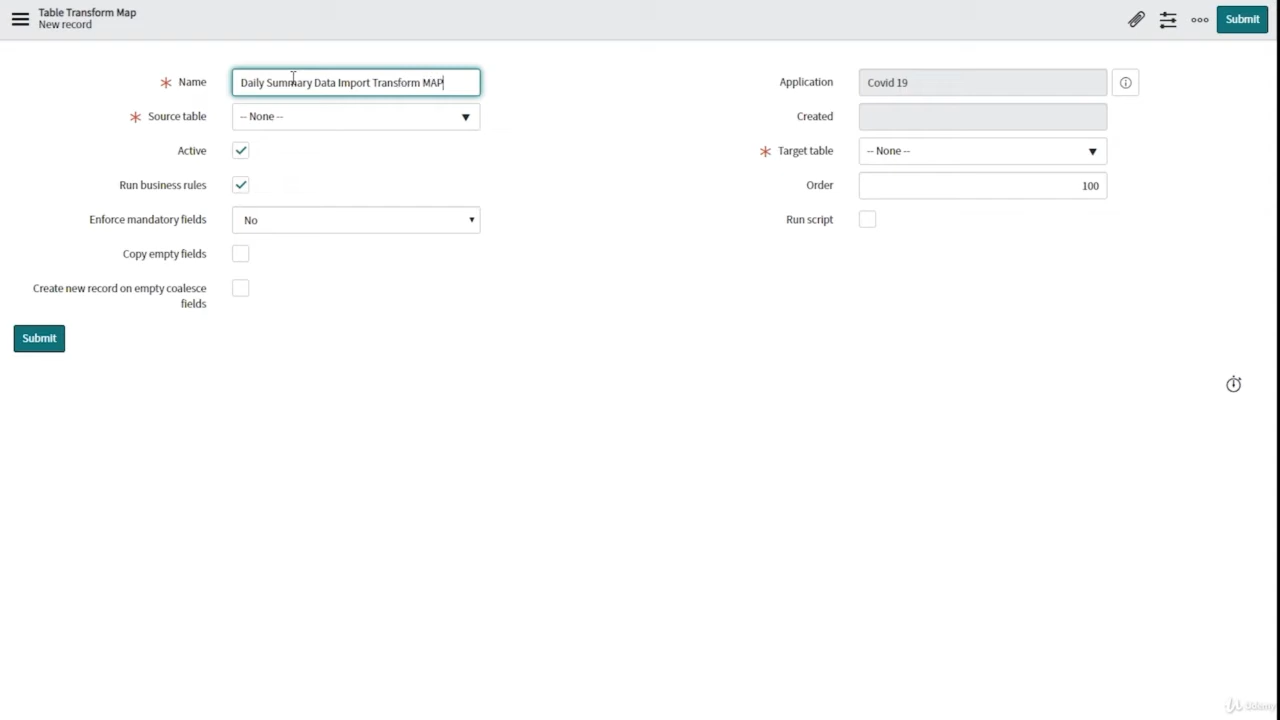 Table Transform Map
New record
Submit
Name
Daily Summary Data Import Transform MAP
Application
Covid 19
Source table
-- None --
Created
Active
Target table
-- None --
Run business rules
Order
100
Enforce mandatory fields
No
Run script
Copy empty fields
Create new record on empty coalesce
fields
Submit
Udemy